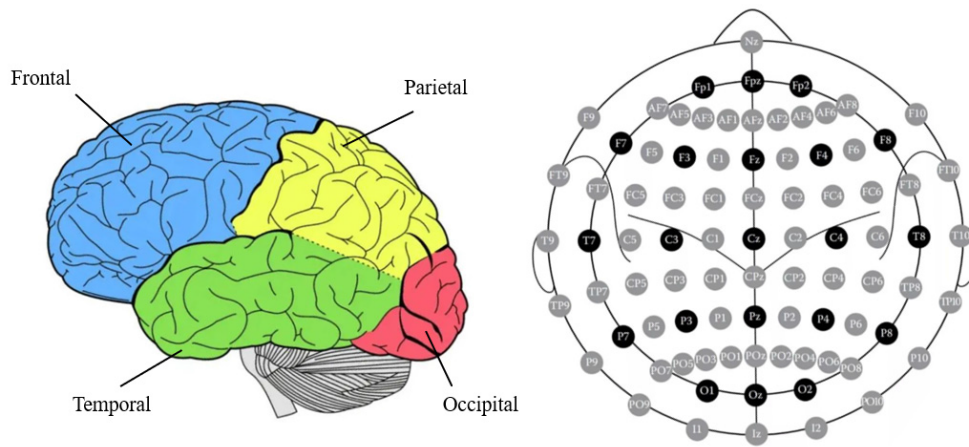 Frontal
Parietal
Temporal
Occipital
Nz
Fp1 Fpz Fp2
AF7 AF5 AF3 AF1 AFz AF2 AF4 AF6 AF8
F9 F7 F5 F3 F1 Fz F2 F4 F6 F8 F10
FT9 FT7 FC5 FC3 FC1 FCz FC2 FC4 FC6 FT8 FT10
T9 T7 C5 C3 C1 Cz C2 C4 C6 T8 T10
TP9 TP7 CP5 CP3 CP1 CPz CP2 CP4 CP6 TP8 TP10
P9 P7 P5 P3 P1 Pz P2 P4 P6 P8 P10
PO9 PO7 PO5 PO3 PO1 POz PO2 PO4 PO6 PO8 PO10
O1 Oz O2
I1 Iz I2